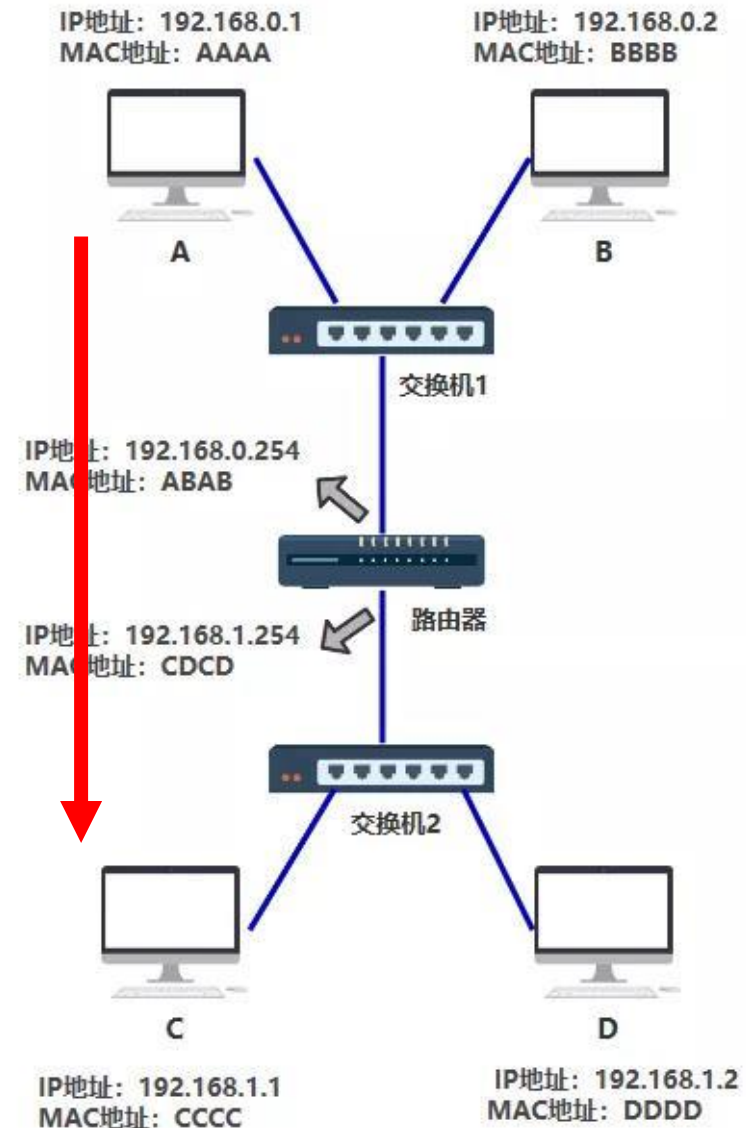 IP地址：192.168.0.1
MAC地址：AAAA
IP地址：192.168.0.2
MAC地址：BBBB
A
B
交换机1
IP地址：192.168.0.254
MAC地址：ABAB
路由器
IP地址：192.168.1.254
MAC地址：CDCD
交换机2
C
D
IP地址：192.168.1.1
MAC地址：CCCC
IP地址：192.168.1.2
MAC地址：DDDD